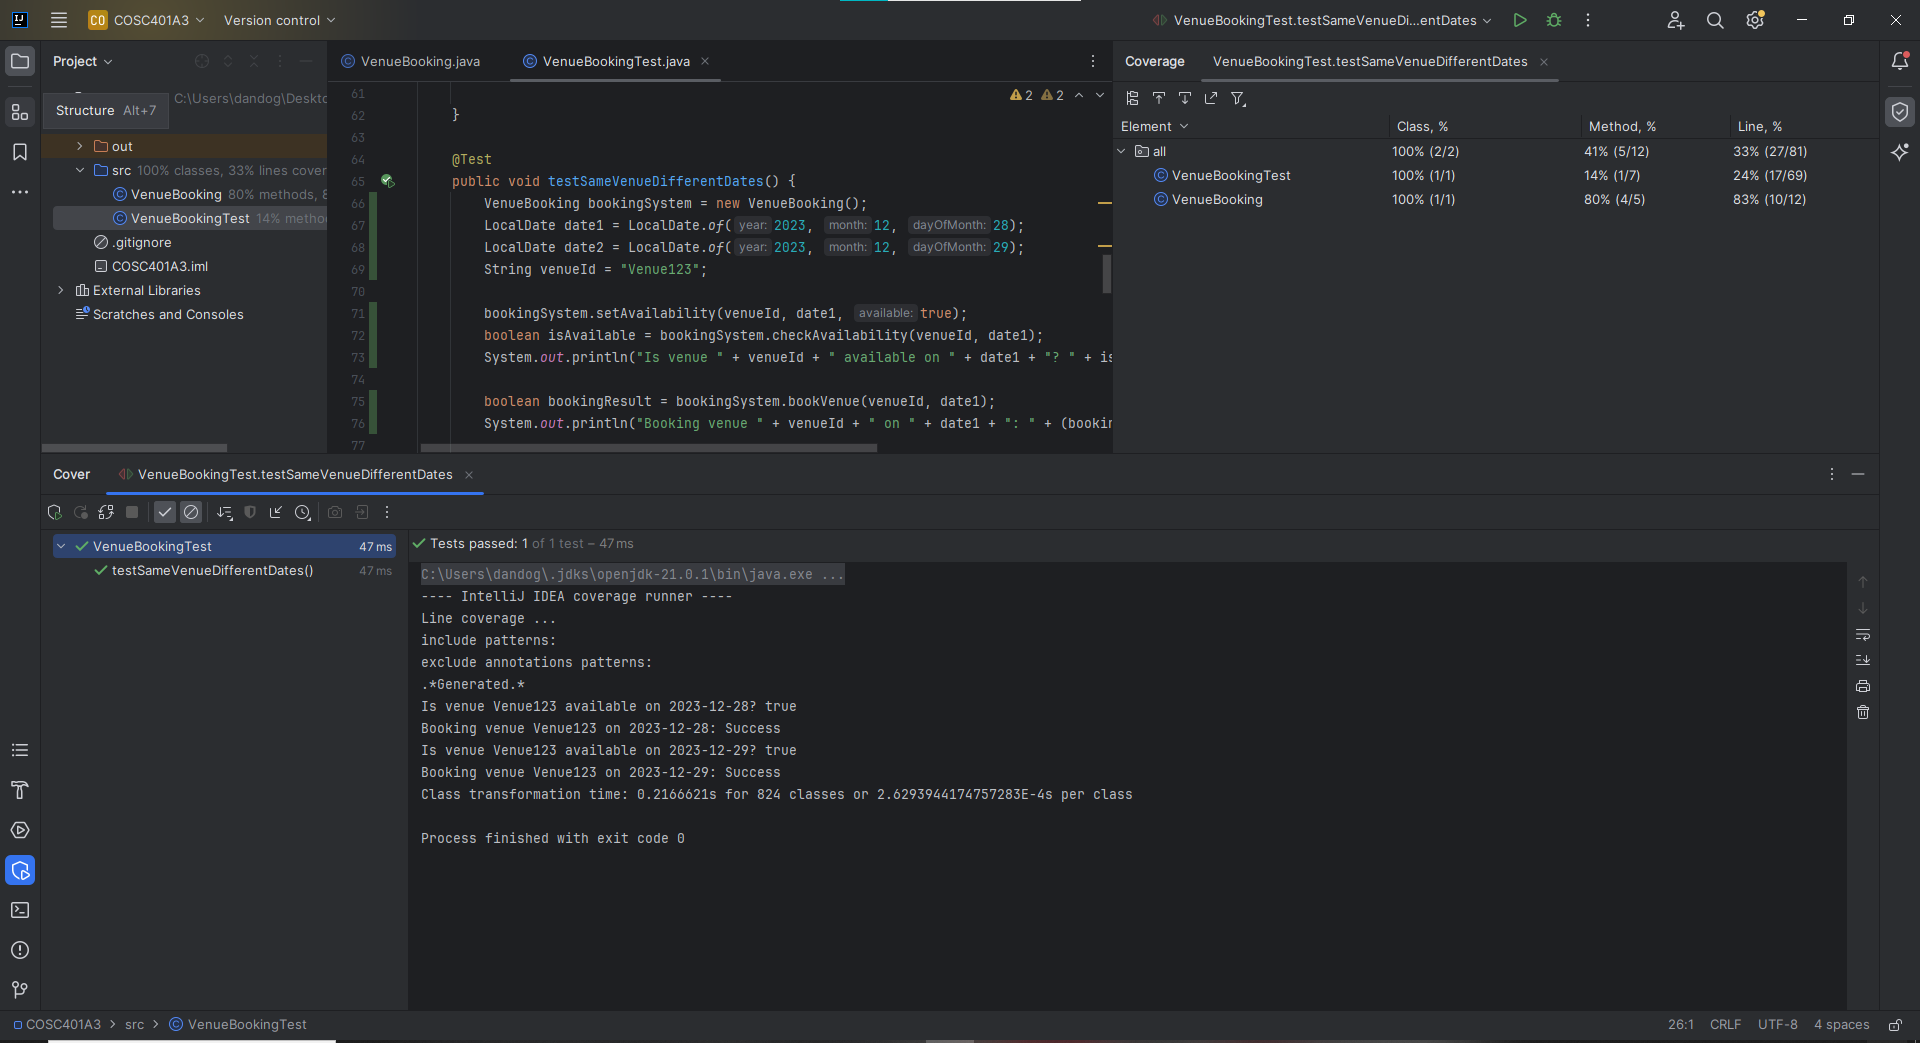 CO COSC401A3 Version control VenueBookingTest.testSameVenueDi...entDates
Project
Structure Alt+7
C:\Users\dandog\Deskto
out
src 100% classes, 33% lines cover
VenueBooking 80% methods, 8
VenueBookingTest 14% metho
.gitignore
COSC401A3.iml
External Libraries
Scratches and Consoles
VenueBooking.java VenueBookingTest.java
2 2
61
62 }
63
64 @Test
65 public void testSameVenueDifferentDates() {
66 VenueBooking bookingSystem = new VenueBooking();
67 LocalDate date1 = LocalDate.of( year: 2023, month: 12, dayOfMonth: 28);
68 LocalDate date2 = LocalDate.of( year: 2023, month: 12, dayOfMonth: 29);
69 String venueId = "Venue123";
70
71 bookingSystem.setAvailability(venueId, date1, available: true);
72 boolean isAvailable = bookingSystem.checkAvailability(venueId, date1);
73 System.out.println("Is venue " + venueId + " available on " + date1 + "? " + is
74
75 boolean bookingResult = bookingSystem.bookVenue(venueId, date1);
76 System.out.println("Booking venue " + venueId + " on " + date1 + ": " + (bookin
77
Coverage VenueBookingTest.testSameVenueDifferentDates
Element Class, % Method, % Line, %
all 100% (2/2) 41% (5/12) 33% (27/81)
VenueBookingTest 100% (1/1) 14% (1/7) 24% (17/69)
VenueBooking 100% (1/1) 80% (4/5) 83% (10/12)
Cover VenueBookingTest.testSameVenueDifferentDates
VenueBookingTest 47 ms
testSameVenueDifferentDates() 47 ms
Tests passed: 1 of 1 test – 47 ms
C:\Users\dandog\.jdks\openjdk-21.0.1\bin\java.exe ...
---- IntelliJ IDEA coverage runner ----
Line coverage ...
include patterns:
exclude annotations patterns:
.*Generated.*
Is venue Venue123 available on 2023-12-28? true
Booking venue Venue123 on 2023-12-28: Success
Is venue Venue123 available on 2023-12-29? true
Booking venue Venue123 on 2023-12-29: Success
Class transformation time: 0.2166621s for 824 classes or 2.6293944174757283E-4s per class
Process finished with exit code 0
COSC401A3 src VenueBookingTest
26:1 CRLF UTF-8 4 spaces